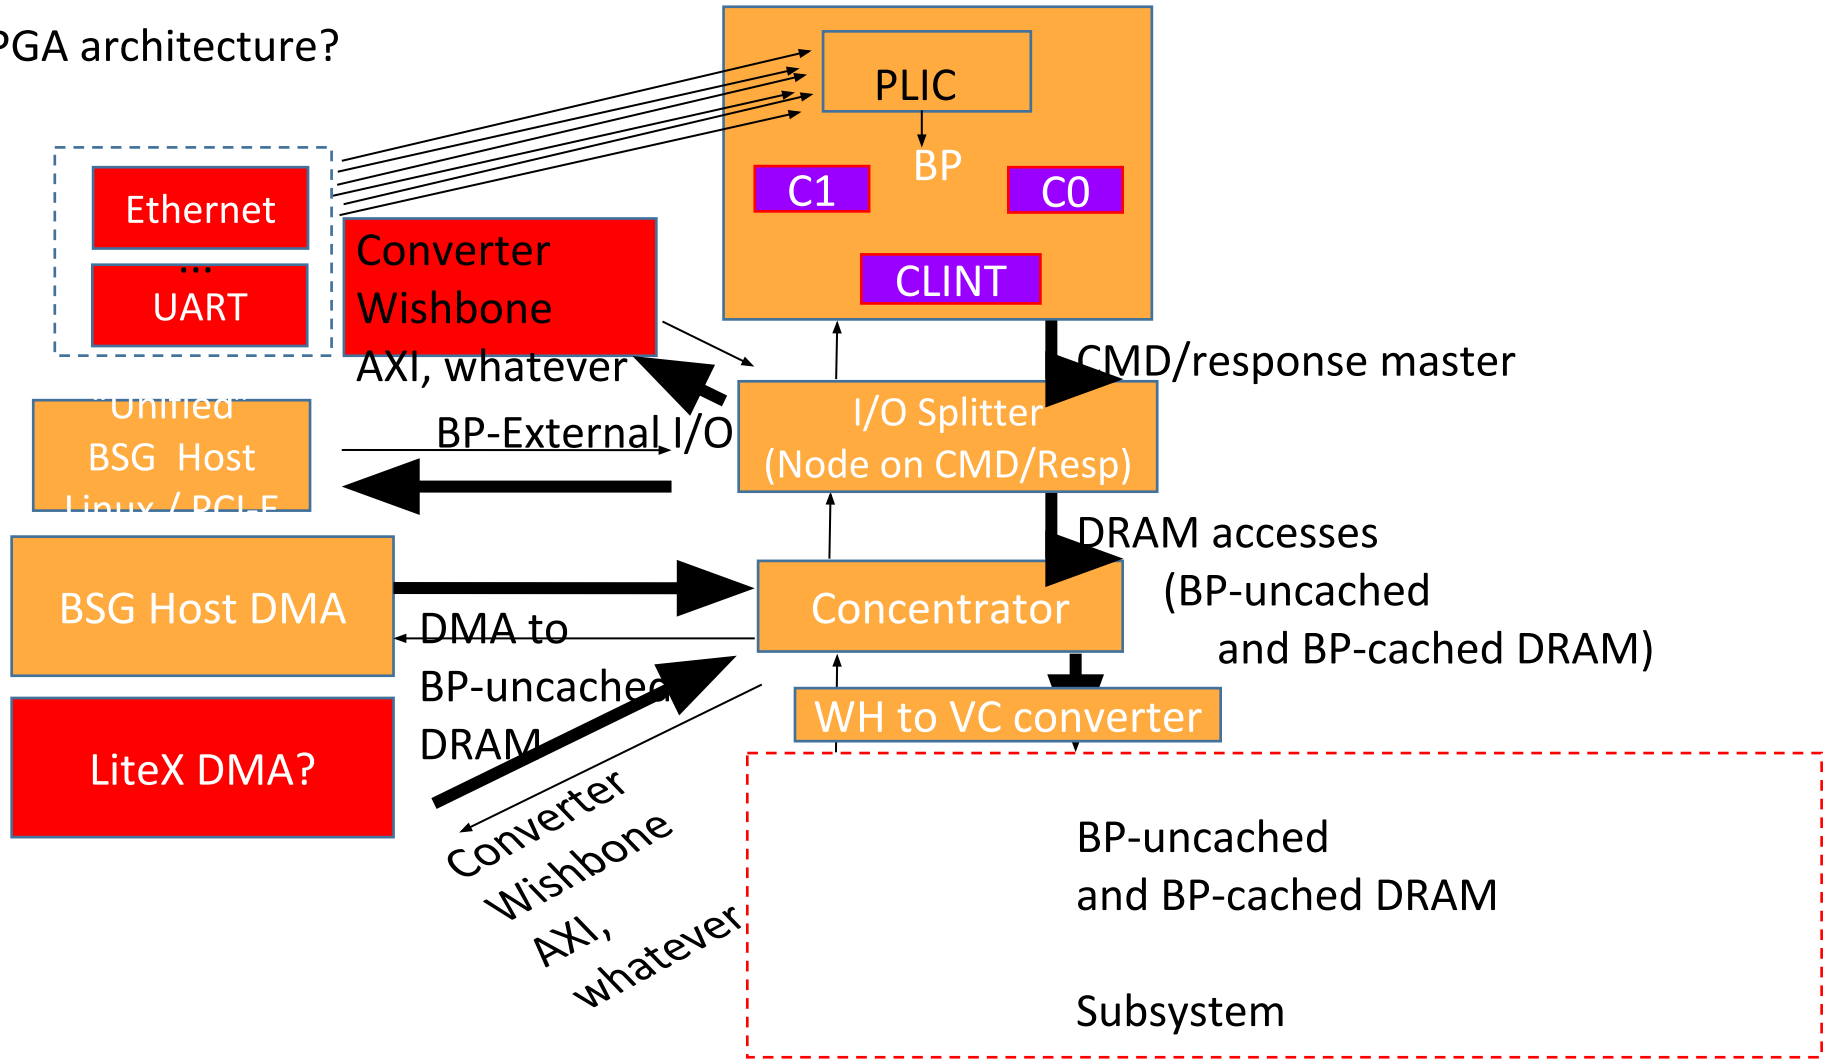 PGA architecture?
PLIC
BP
C1
C0
CLINT
Ethernet
...
UART
Converter
Wishbone
AXI, whatever
CMD/response master
"Unified"
BSG Host
Linux / PCI-E
BP-External I/O
I/O Splitter
(Node on CMD/Resp)
DRAM accesses
(BP-uncached
and BP-cached DRAM)
BSG Host DMA
Concentrator
DMA to
BP-uncached
DRAM
WH to VC converter
LiteX DMA?
Converter
Wishbone
AXI,
whatever
BP-uncached
and BP-cached DRAM
Subsystem